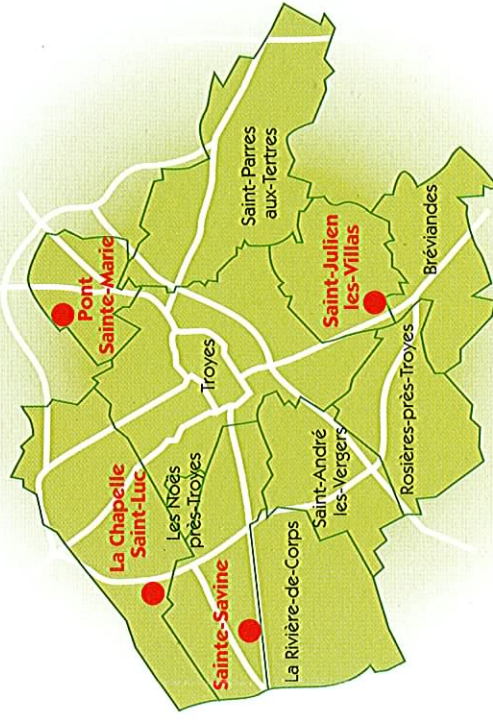 Pont
Sainte-Marie
La Chapelle
Saint-Luc
Les Noës
près-Troyes
Troyes
Saint-Parres
aux-Tertres
Sainte-Savine
La Rivière-de-Corps
Saint-André
les-Vergers
Saint-Julien
les-Villas
Rosières-près-Troyes
Bréviandes